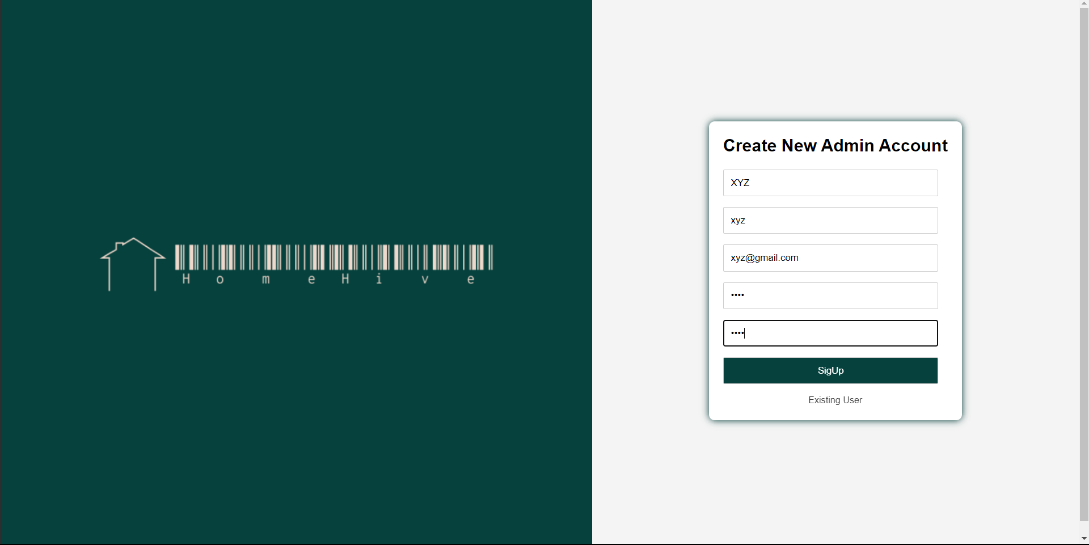 HomeHive
Create New Admin Account
XYZ
xyz
xyz@gmail.com
••••
••••
SigUp
Existing User